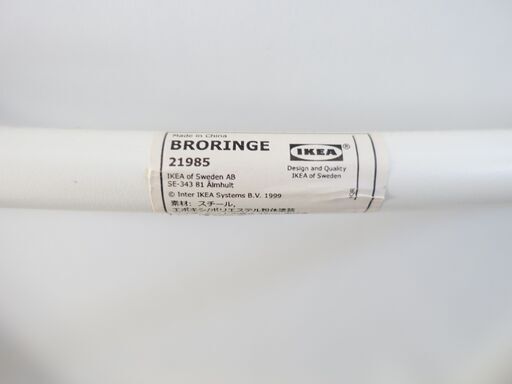 Made in China
BRORINGE
21985
IKEA of Sweden AB
SE-343 81 Älmhult
© Inter IKEA Systems B.V. 1999
素材: スチール,
エポキシ/ポリエステル粉体塗装
IKEA®
Design and Quality
IKEA of Sweden